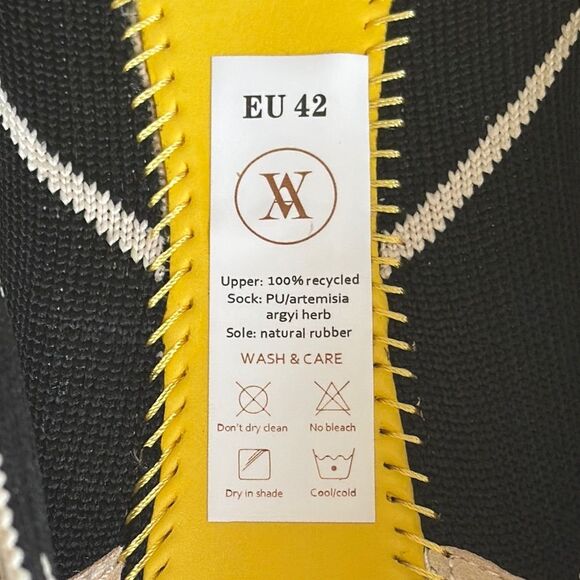 EU 42
VA
Upper: 100% recycled
Sock: PU/artemisia
argyi herb
Sole: natural rubber
WASH & CARE
Don't dry clean
No bleach
Dry in shade
Cool/cold